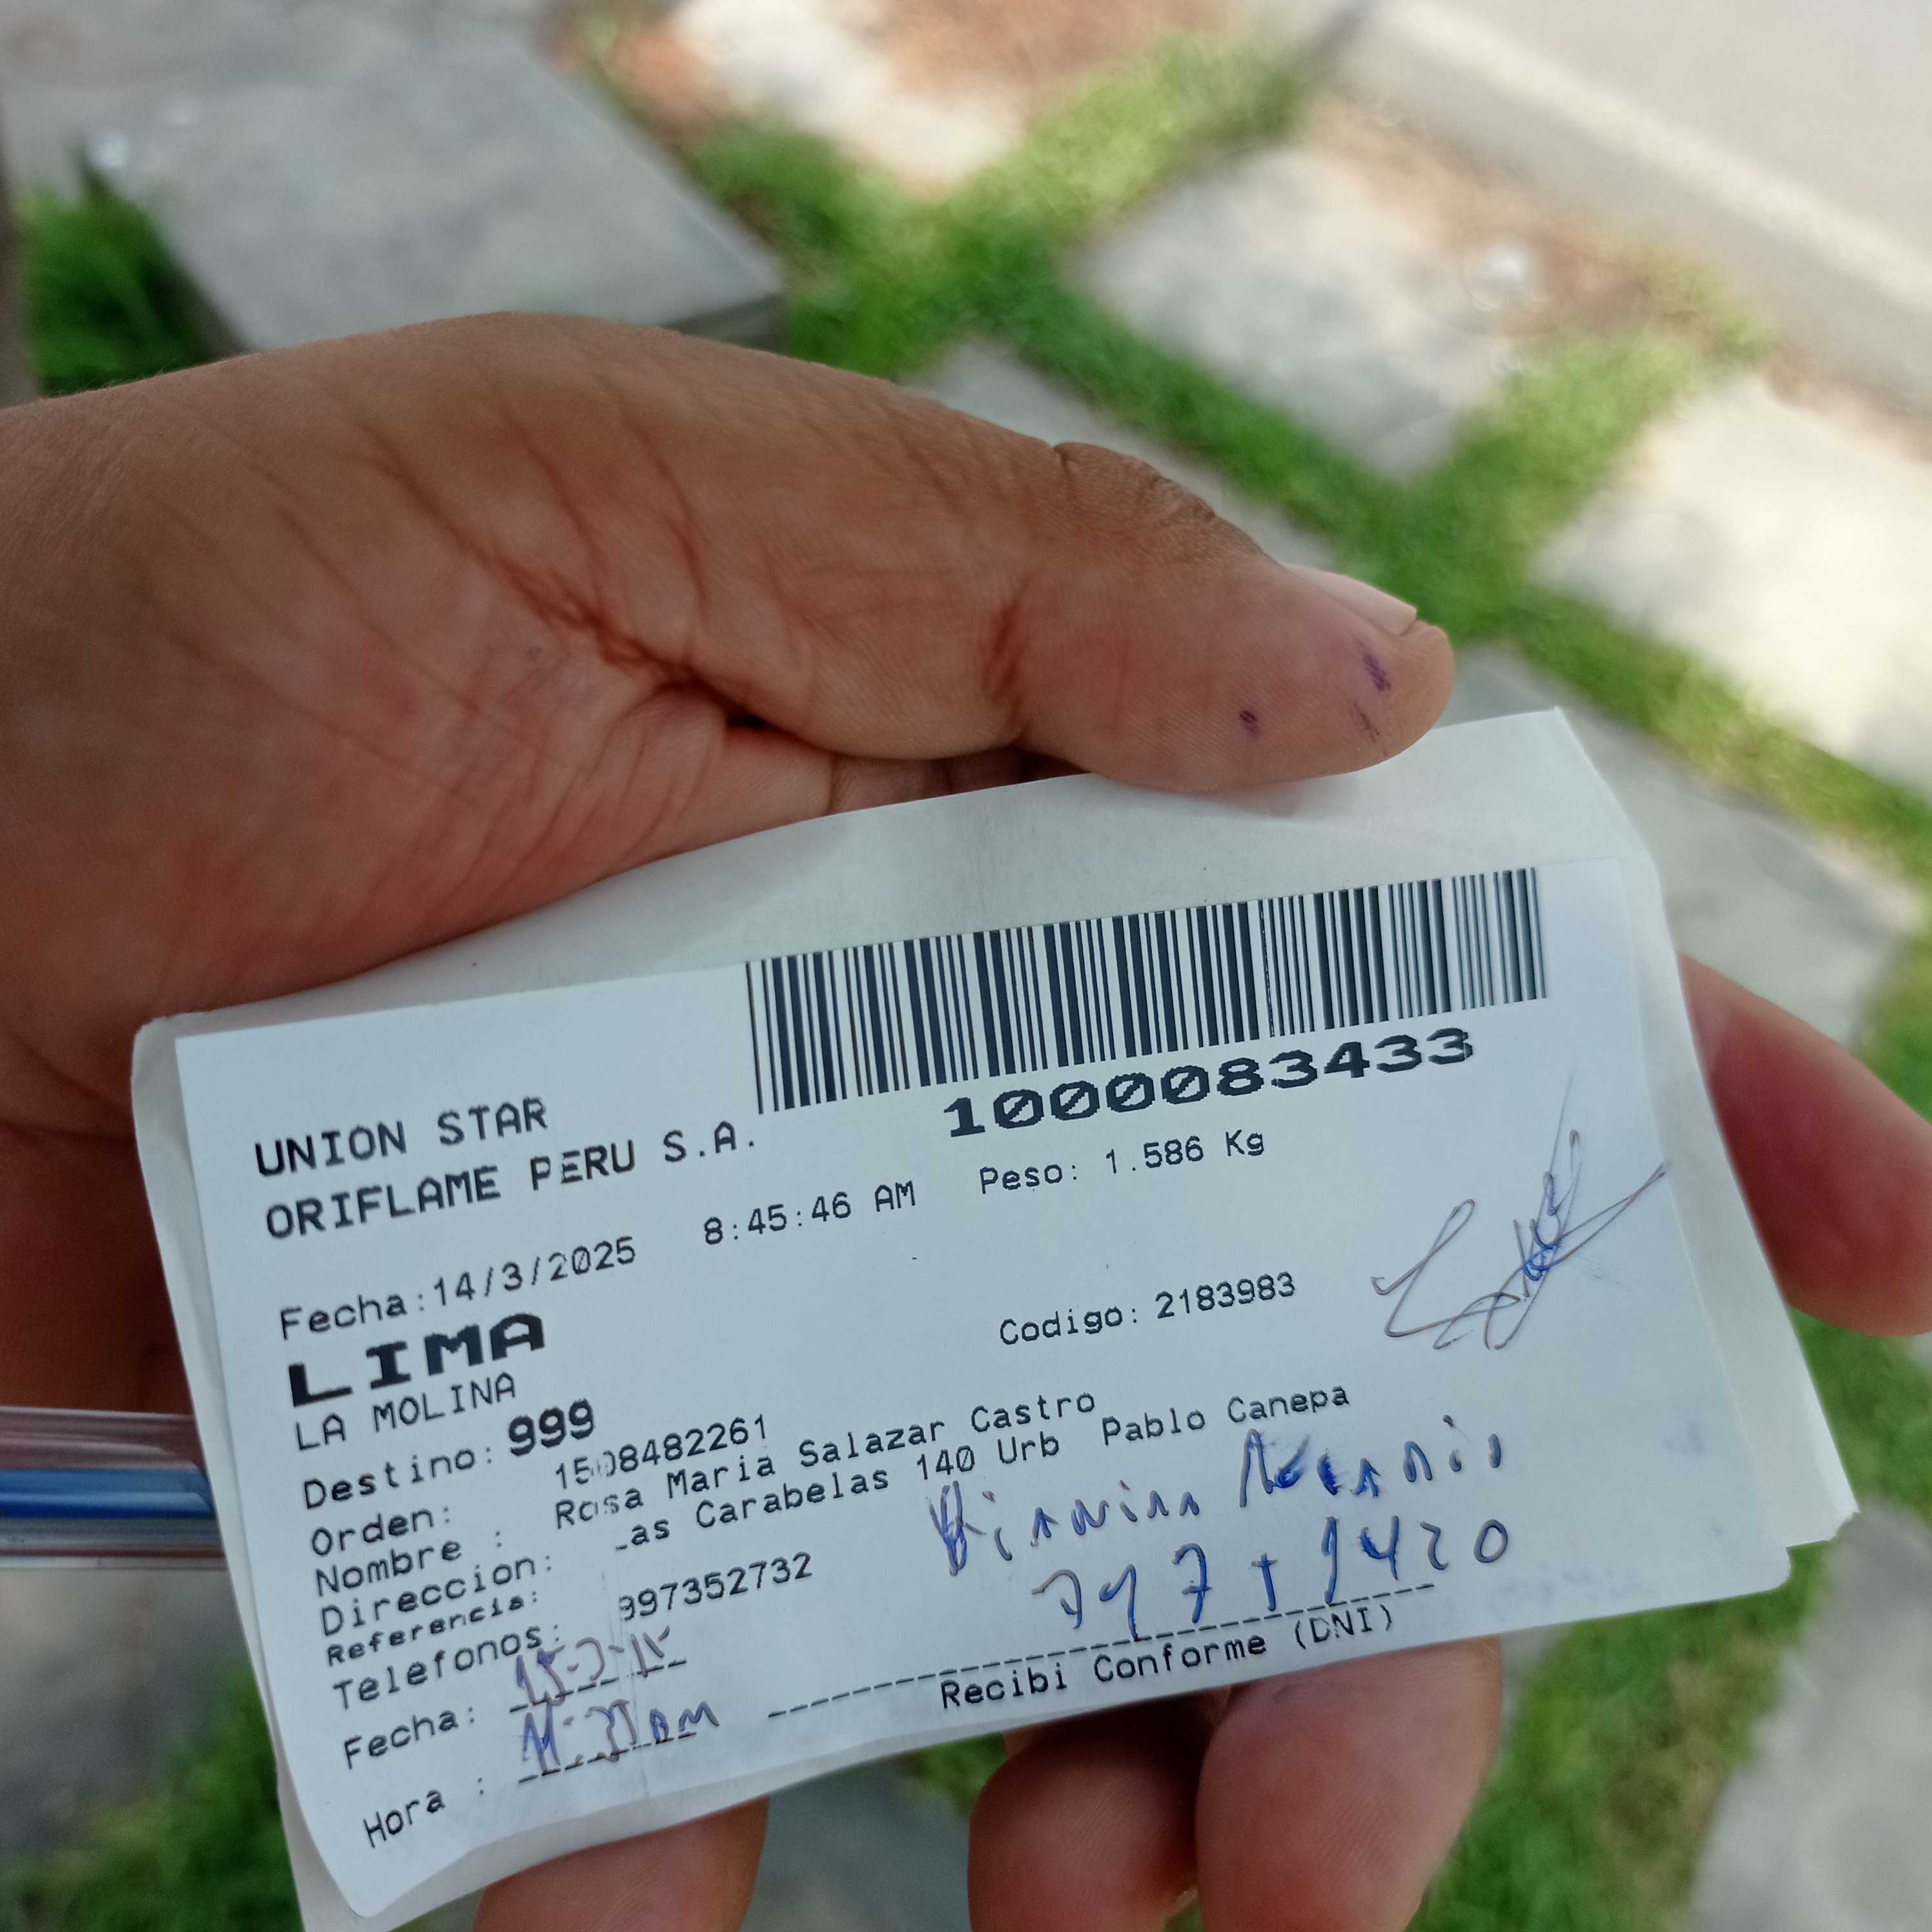 1000083433
UNION STAR
ORIFLAME PERU S.A.
Fecha:14/3/2025 8:45:46 AM Peso: 1.586 Kg
LIMA
LA MOLINA Codigo: 2183983
Destino: 999
Orden: 1508482261
Nombre : Rosa Maria Salazar Castro
Direccion: Las Carabelas 140 Urb Pablo Canepa
Referencia:
Telefonos: 997352732
Fecha:
Hora :
Recibi Conforme (DNI)